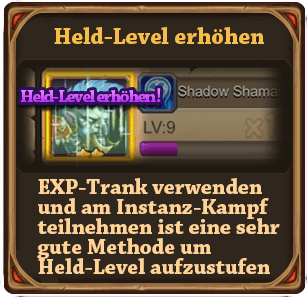 Held-Level erhöhen
Shadow Shama
Held-Level erhöhen!
LV:9
EXP-Trank verwenden
und am Instanz-Kampf
teilnehmen ist eine sehr
gute Methode um
Held-Level aufzustufen